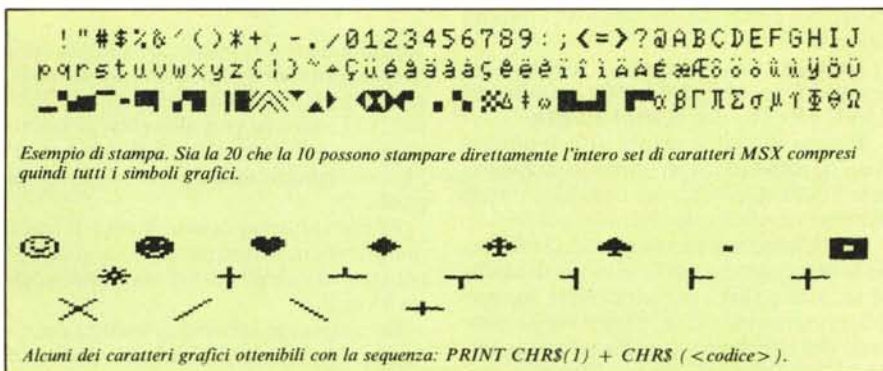 !"#$%&´()*+,-./0123456789:;<=>?@ABCDEFGHIJ
pqrstuvwxyz{|}~
αβΓΠΣσμγΦθΩ
Esempio di stampa. Sia la 20 che la 10 possono stampare direttamente l'intero set di caratteri MSX compresi
quindi tutti i simboli grafici.
Alcuni dei caratteri grafici ottenibili con la sequenza: PRINT CHR$(1) + CHR$ (<codice>).